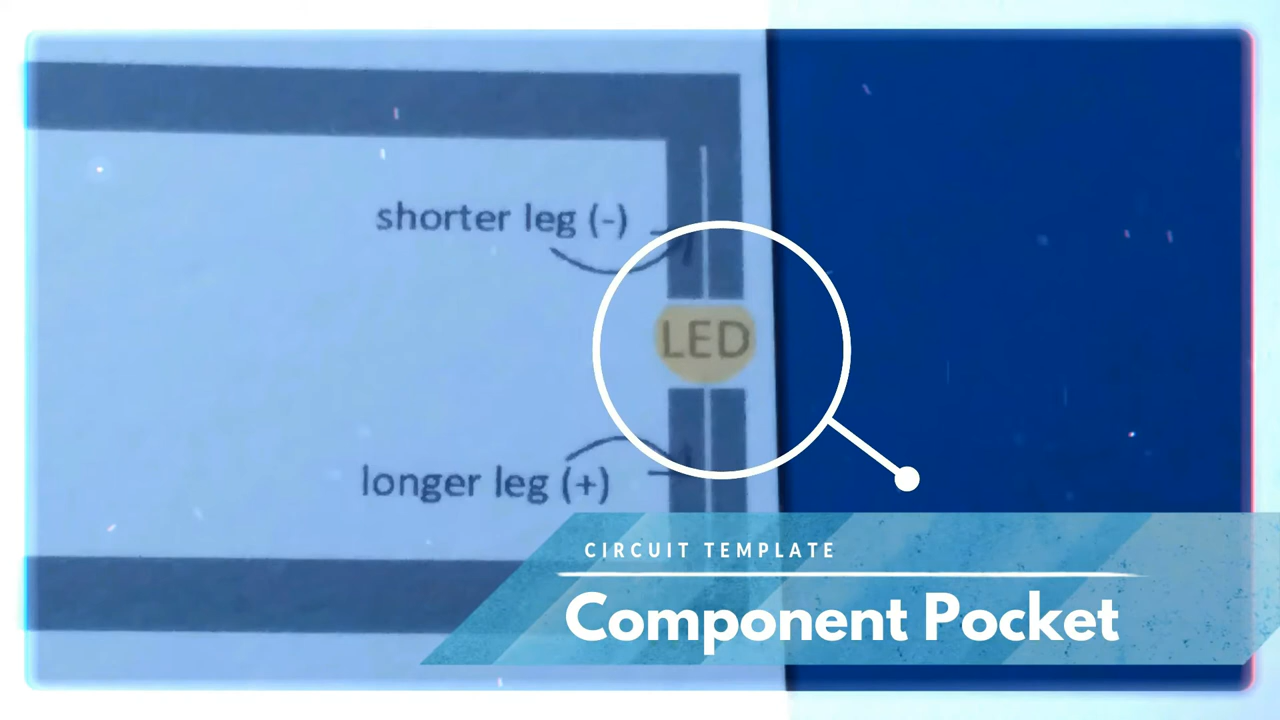 shorter leg (-)
LED
longer leg (+)
CIRCUIT TEMPLATE
Component Pocket